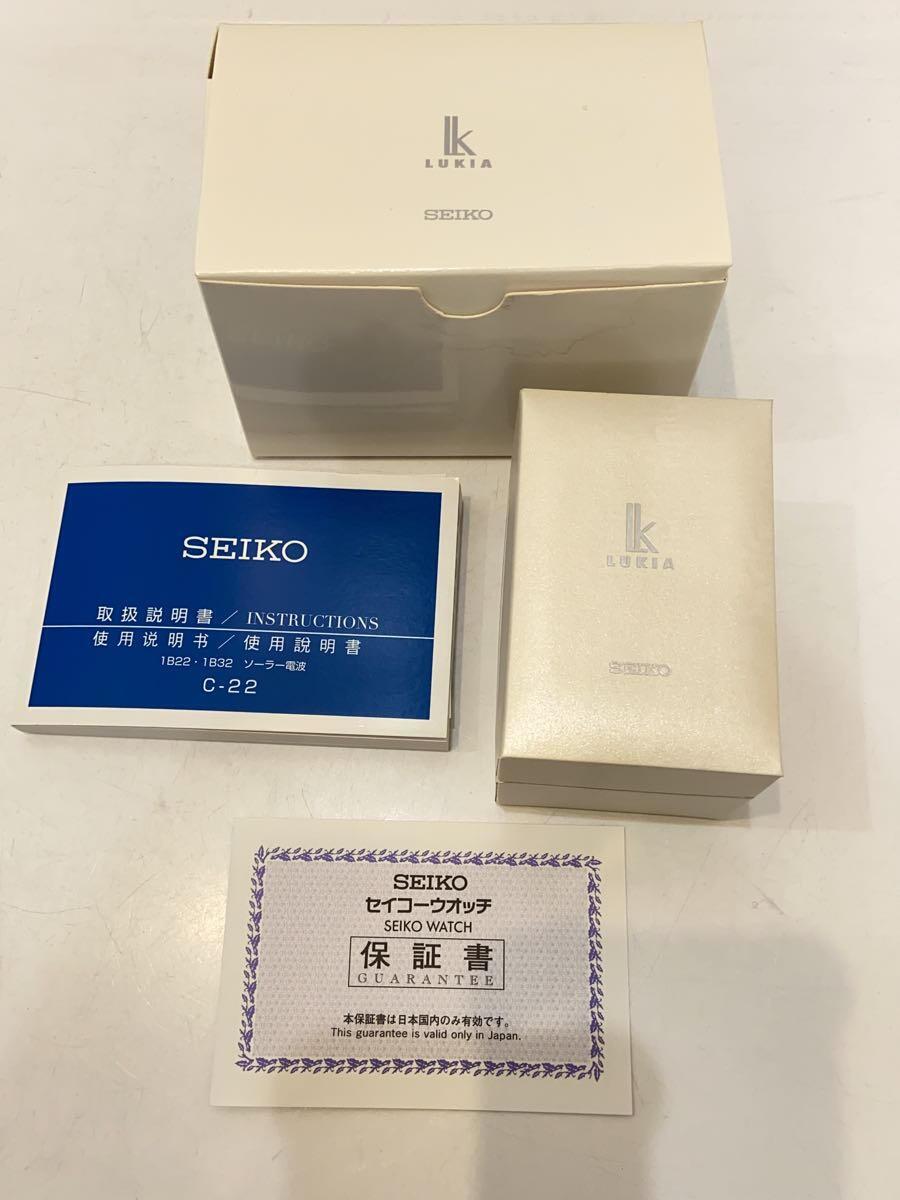 k
LUKIA
SEIKO
k
LUKIA
SEIKO
SEIKO
取扱説明書／INSTRUCTIONS
使用说明书／使用說明書
1B22・1B32 ソーラー電波
C-22
SEIKO
セイコーウオッチ
SEIKO WATCH
保証書
GUARANTEE
本保証書は日本国内のみ有効です。
This guarantee is valid only in Japan.